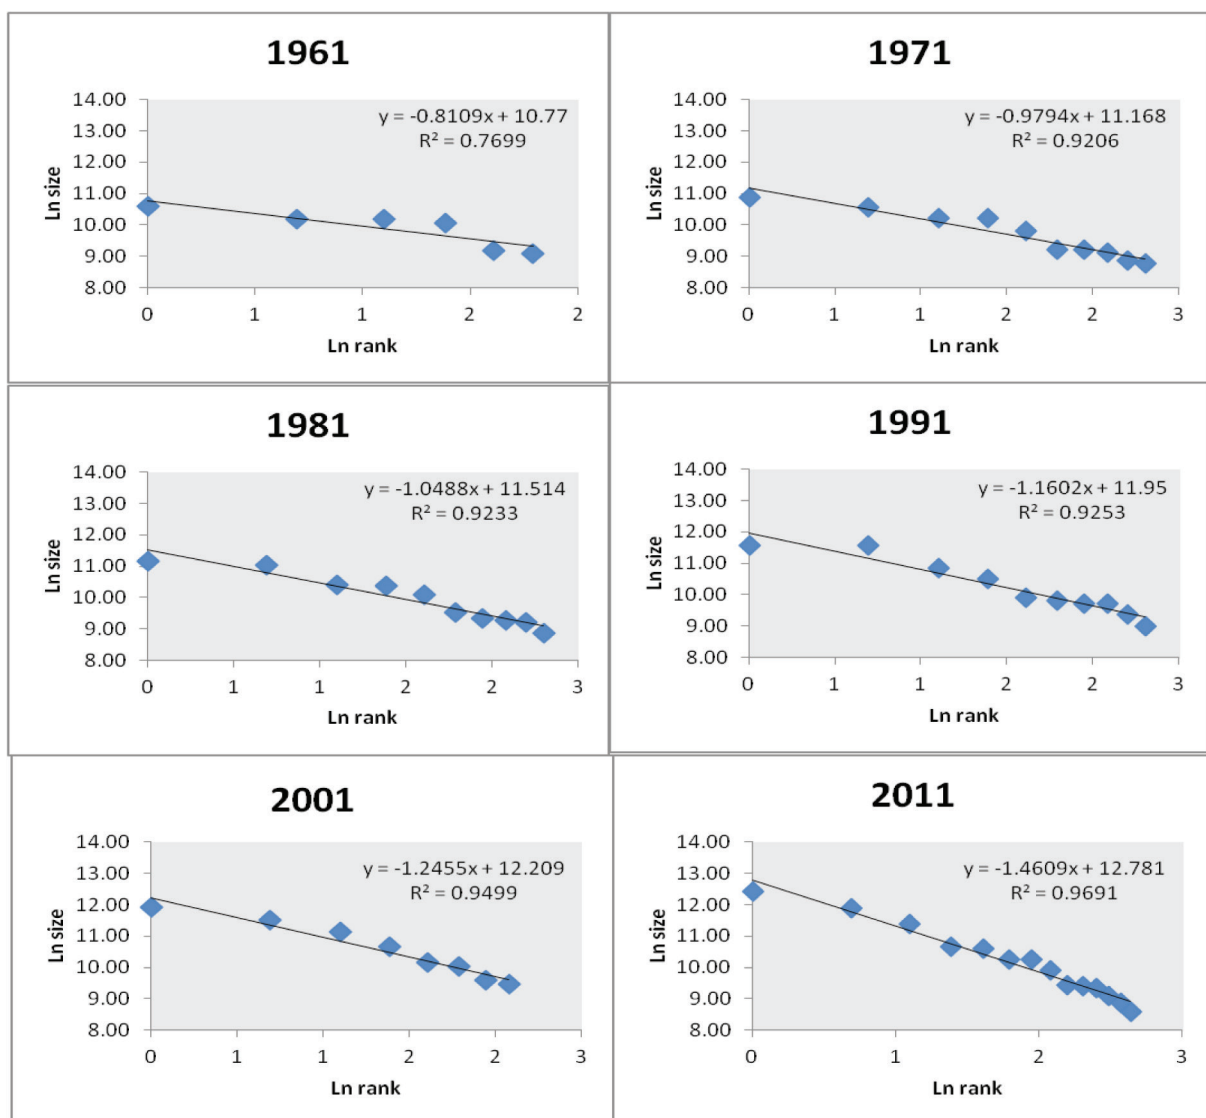 1961
y = -0.8109x + 10.77
R² = 0.7699
Ln size
14.00
13.00
12.00
11.00
10.00
9.00
8.00
0 1 1 2 2
Ln rank
1971
y = -0.9794x + 11.168
R² = 0.9206
Ln size
14.00
13.00
12.00
11.00
10.00
9.00
8.00
0 1 1 2 2 3
Ln rank
1981
y = -1.0488x + 11.514
R² = 0.9233
Ln size
14.00
13.00
12.00
11.00
10.00
9.00
8.00
0 1 1 2 2 3
Ln rank
1991
y = -1.1602x + 11.95
R² = 0.9253
Ln size
14.00
13.00
12.00
11.00
10.00
9.00
8.00
0 1 1 2 2 3
Ln rank
2001
y = -1.2455x + 12.209
R² = 0.9499
Ln size
14.00
13.00
12.00
11.00
10.00
9.00
8.00
0 1 1 2 2 3
Ln rank
2011
y = -1.4609x + 12.781
R² = 0.9691
Ln size
14.00
13.00
12.00
11.00
10.00
9.00
8.00
0 1 2 3
Ln rank